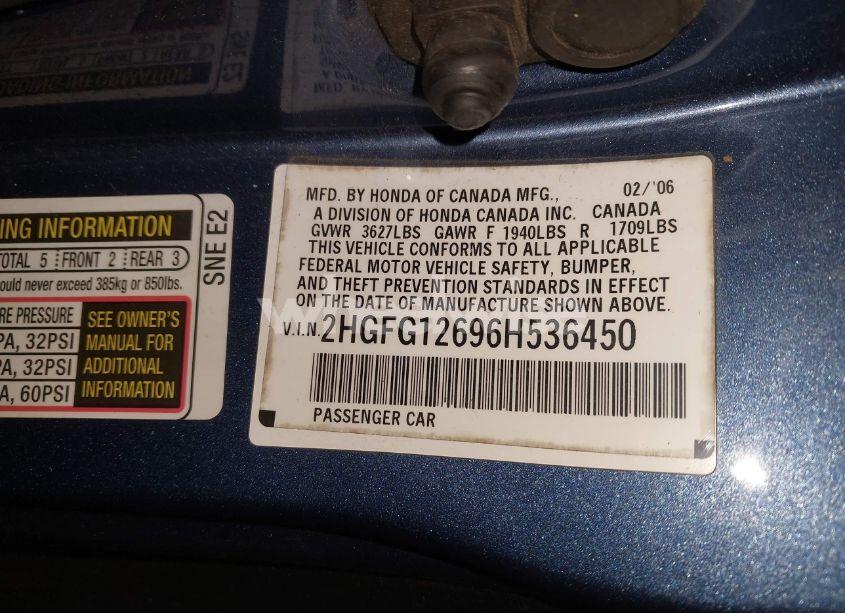 MFD. BY HONDA OF CANADA MFG., 02/'06
A DIVISION OF HONDA CANADA INC. CANADA
GVWR 3627LBS GAWR F 1940LBS R 1709LBS
THIS VEHICLE CONFORMS TO ALL APPLICABLE
FEDERAL MOTOR VEHICLE SAFETY, BUMPER,
AND THEFT PREVENTION STANDARDS IN EFFECT
ON THE DATE OF MANUFACTURE SHOWN ABOVE.
V.I.N. 2HGFG12696H536450
PASSENGER CAR
ING INFORMATION
TOTAL 5 FRONT 2 REAR 3
ould never exceed 385kg or 850lbs.
RE PRESSURE
PA, 32PSI
PA, 32PSI
A, 60PSI
SEE OWNER'S
MANUAL FOR
ADDITIONAL
INFORMATION
SNE E2